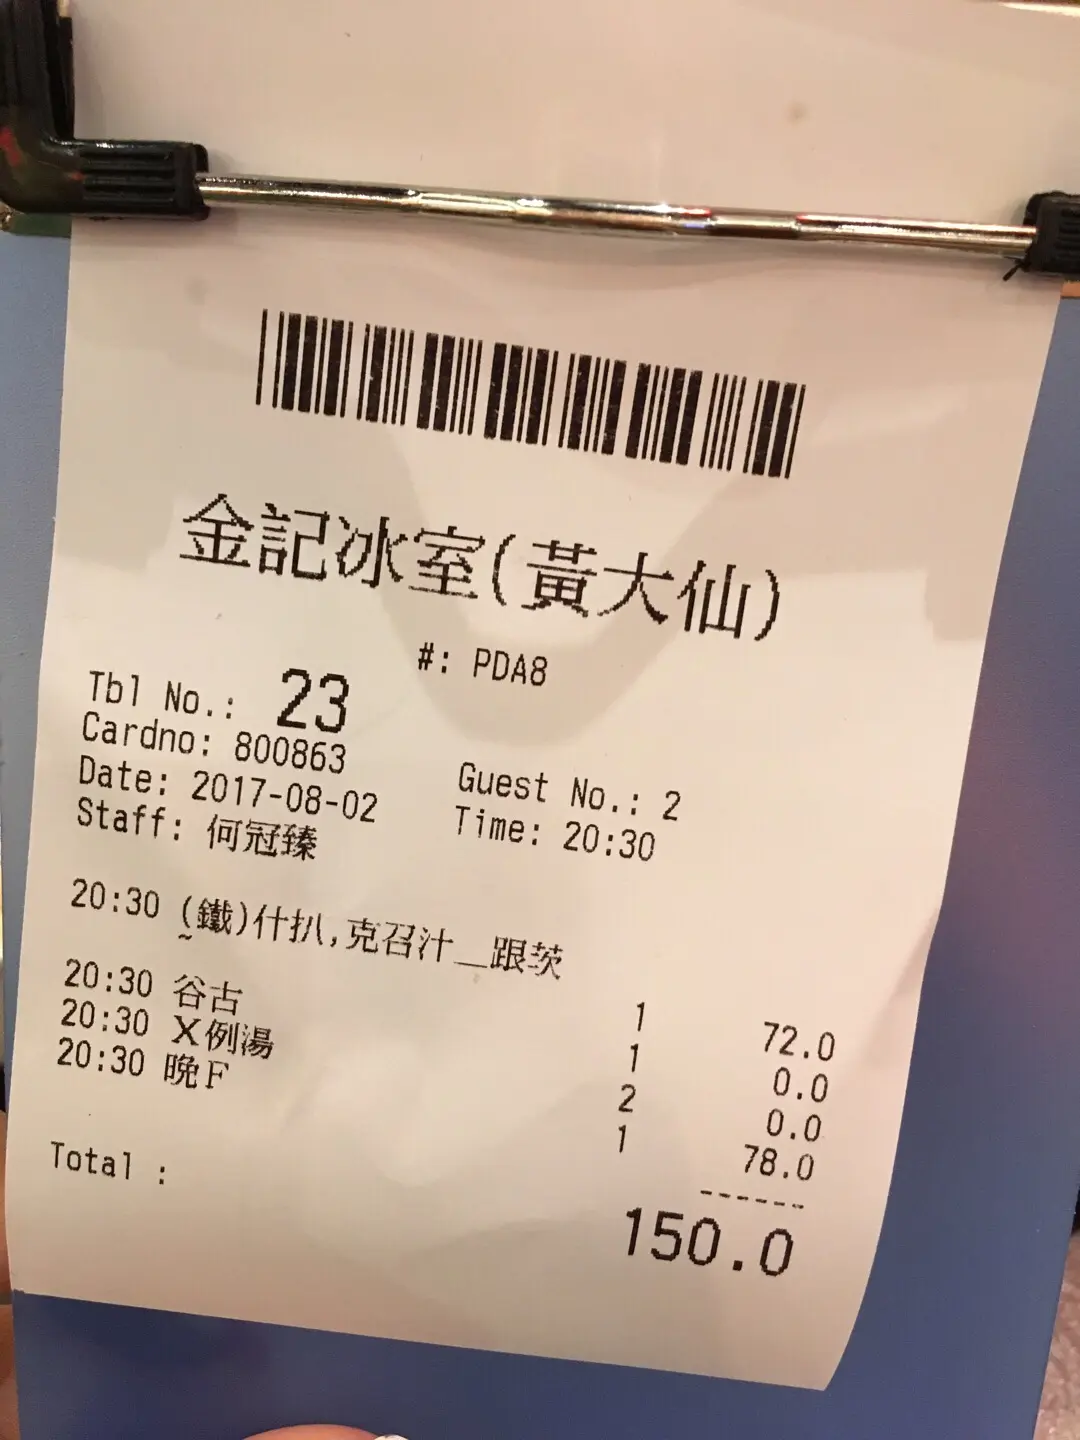 金記冰室(黃大仙)
#: PDA8
Tbl No.: 23
Cardno: 800863
Guest No.: 2
Date: 2017-08-02
Time: 20:30
Staff: 何冠臻
20:30 (鐵)什扒,克召汁__跟茨
~
1 72.0
20:30 谷古 1 0.0
20:30 X例湯 2 0.0
20:30 晚F 1 78.0
------
Total : 150.0